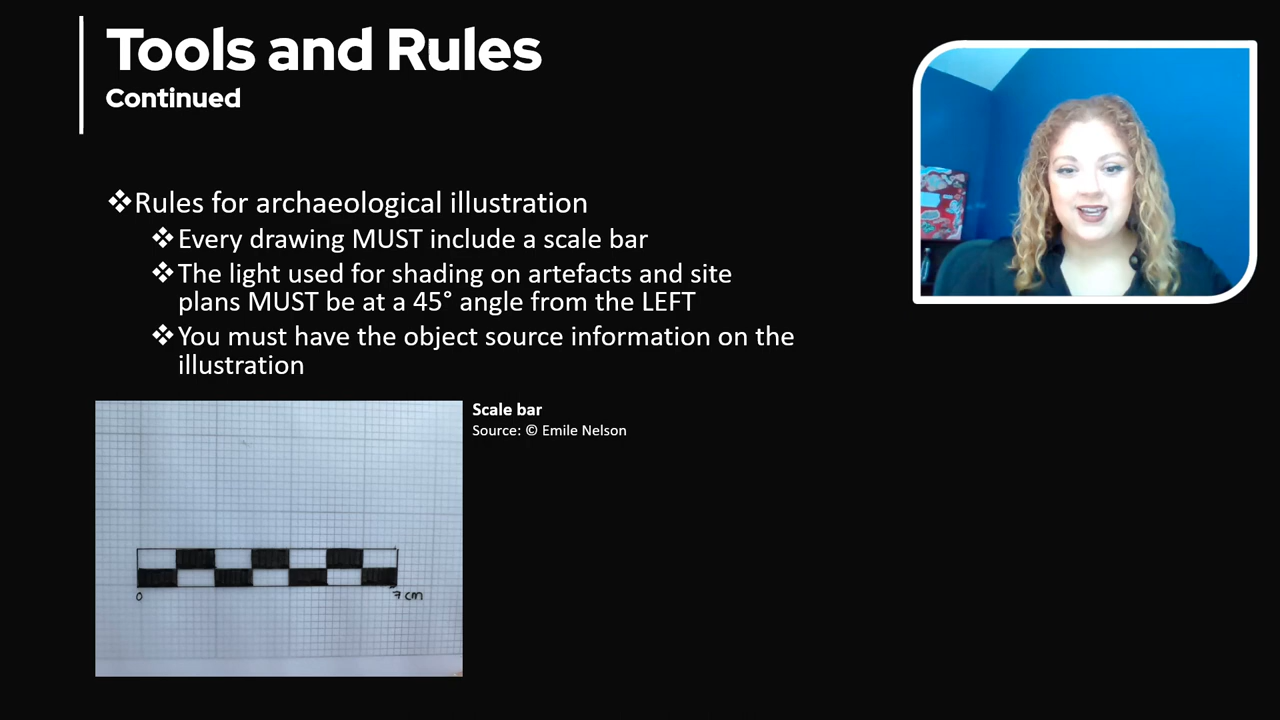 Tools and Rules
Continued
❖Rules for archaeological illustration
❖Every drawing MUST include a scale bar
❖The light used for shading on artefacts and site
plans MUST be at a 45° angle from the LEFT
❖You must have the object source information on the
illustration
Scale bar
Source: © Emile Nelson
0 7 cm